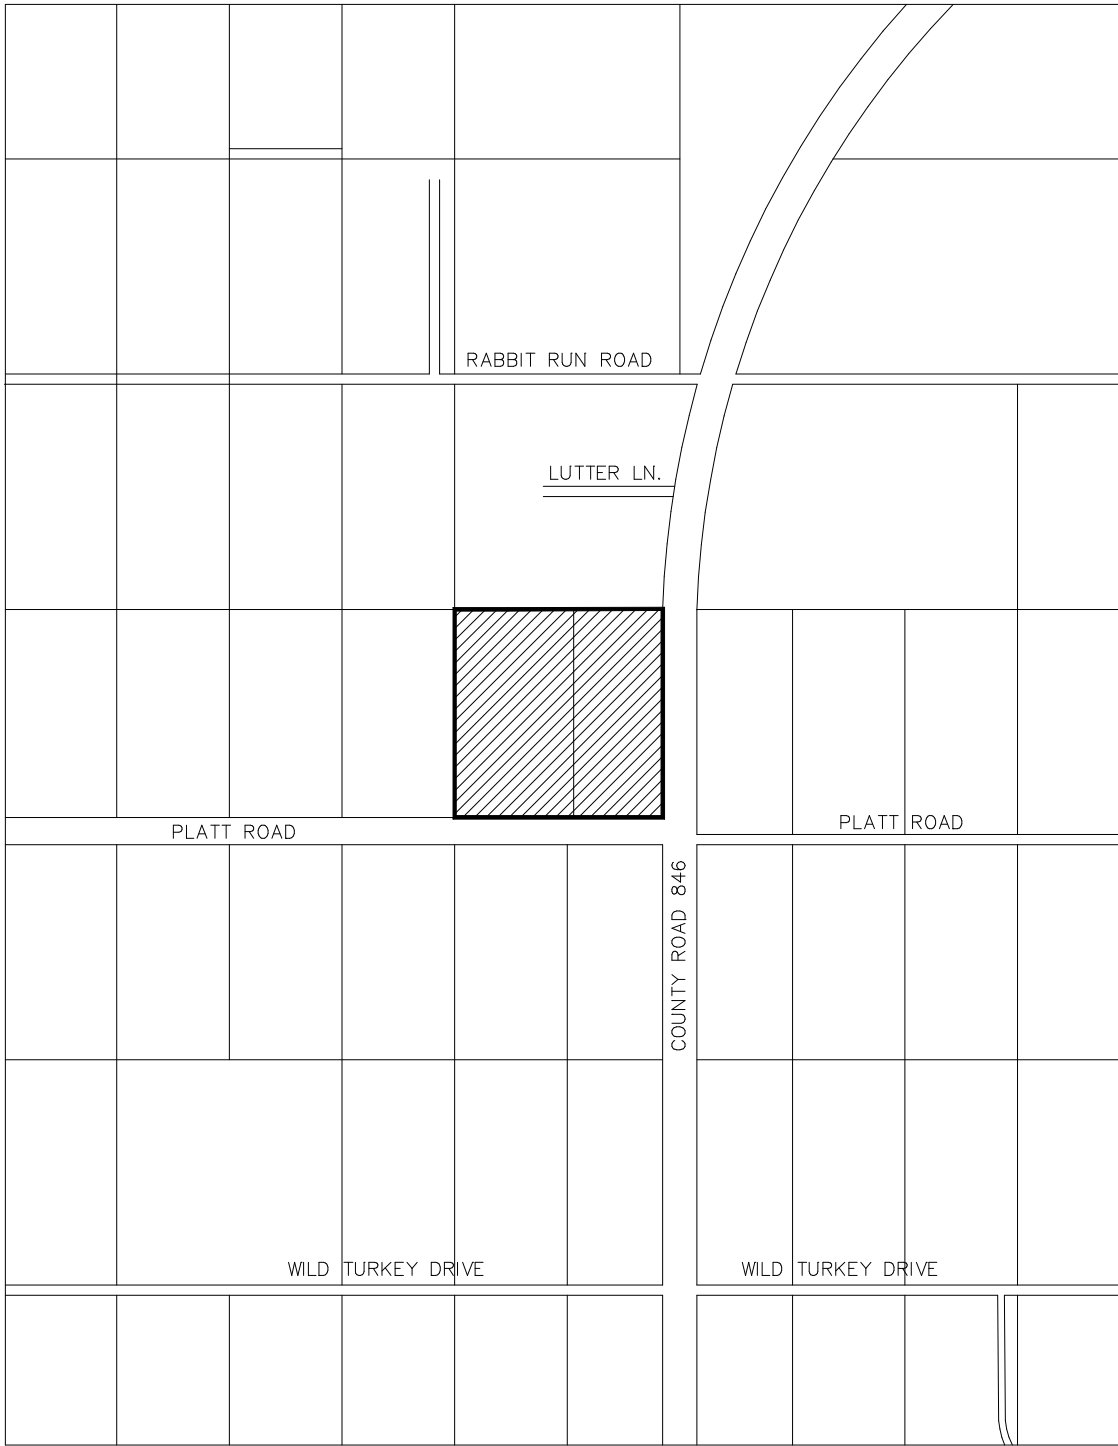 RABBIT RUN ROAD
LUTTER LN.
PLATT ROAD
PLATT ROAD
COUNTY ROAD 846
WILD TURKEY DRIVE
WILD TURKEY DRIVE